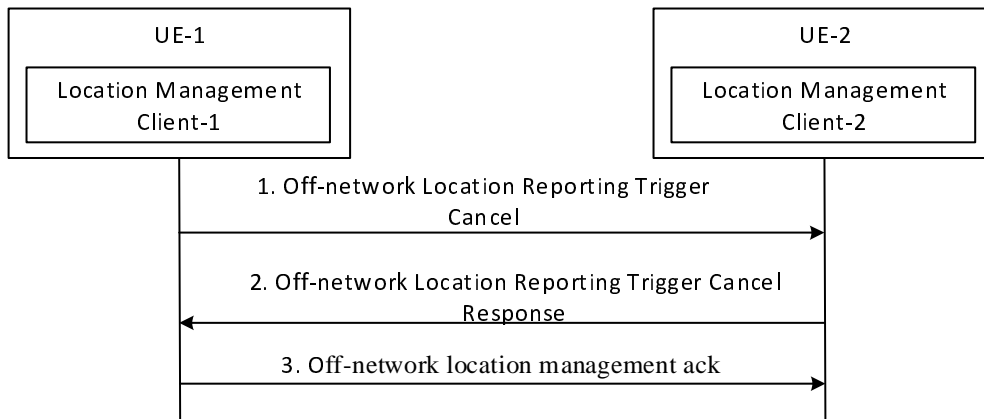 UE-1
UE-2
Location Management
Client-1
Location Management
Client-2
1. Off-network Location Reporting Trigger
Cancel
2. Off-network Location Reporting Trigger Cancel
Response
3. Off-network location management ack